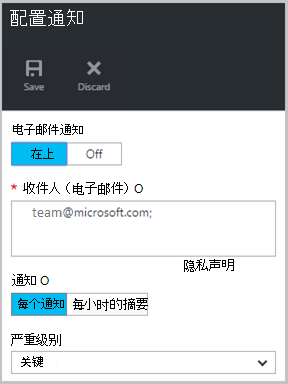 配置通知
Save Discard
电子邮件通知
在上 Off
* 收件人（电子邮件）O
team@microsoft.com;
隐私声明
通知 O
每个通知 每小时的摘要
严重级别
关键